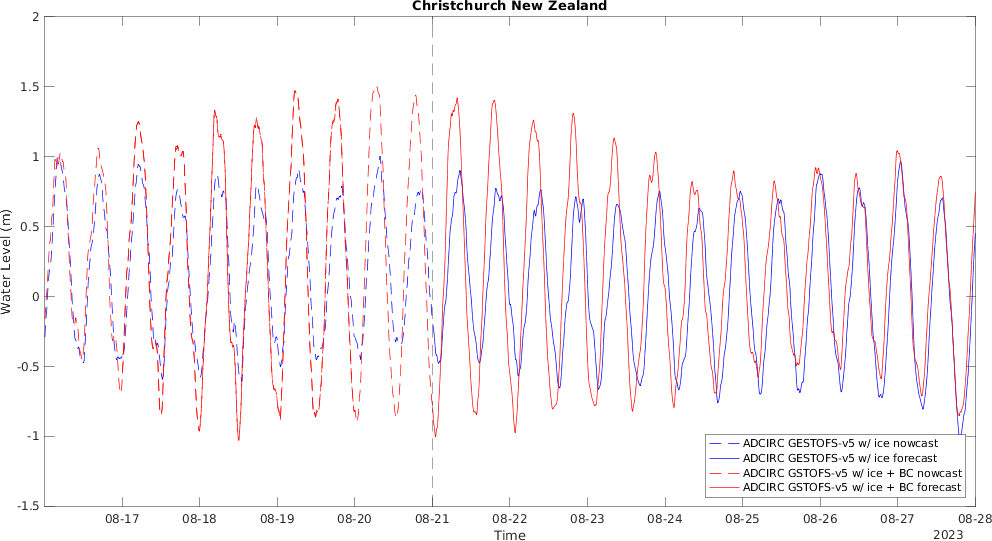 Christchurch New Zealand
2
1.5
1
0.5
0
-0.5
-1
-1.5
Water Level (m)
ADCIRC GESTOFS-v5 w/ ice nowcast
ADCIRC GESTOFS-v5 w/ ice forecast
ADCIRC GSTOFS-v5 w/ ice + BC nowcast
ADCIRC GSTOFS-v5 w/ ice + BC forecast
08-17 08-18 08-19 08-20 08-21 08-22 08-23 08-24 08-25 08-26 08-27 08-28
Time
2023